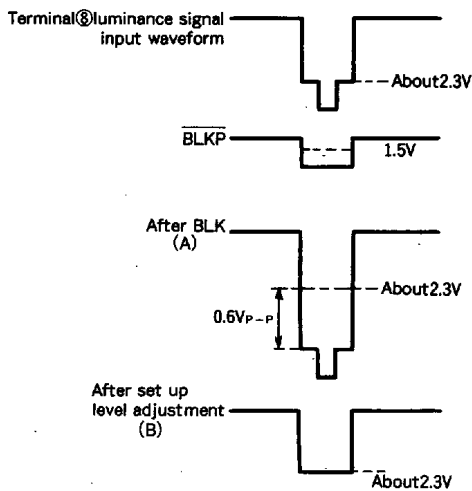 Terminal⑧luminance signal
input waveform
About2.3V
BLKP
1.5V
After BLK
(A)
About2.3V
0.6VP-P
After set up
level adjustment
(B)
About2.3V